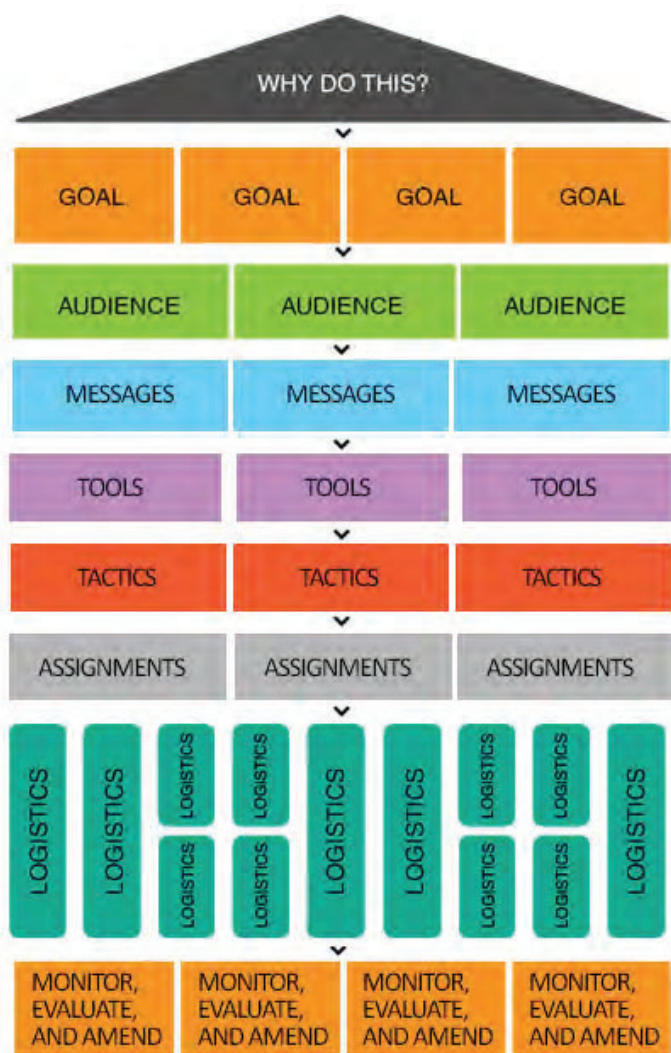 WHY DO THIS?
GOAL GOAL GOAL GOAL
AUDIENCE AUDIENCE AUDIENCE
MESSAGES MESSAGES MESSAGES
TOOLS TOOLS TOOLS
TACTICS TACTICS TACTICS
ASSIGNMENTS ASSIGNMENTS ASSIGNMENTS
LOGISTICS
LOGISTICS
LOGISTICS
LOGISTICS
LOGISTICS
LOGISTICS
LOGISTICS
LOGISTICS
LOGISTICS
LOGISTICS
LOGISTICS
LOGISTICS
LOGISTICS
MONITOR,
EVALUATE,
AND AMEND
MONITOR,
EVALUATE,
AND AMEND
MONITOR,
EVALUATE,
AND AMEND
MONITOR,
EVALUATE,
AND AMEND